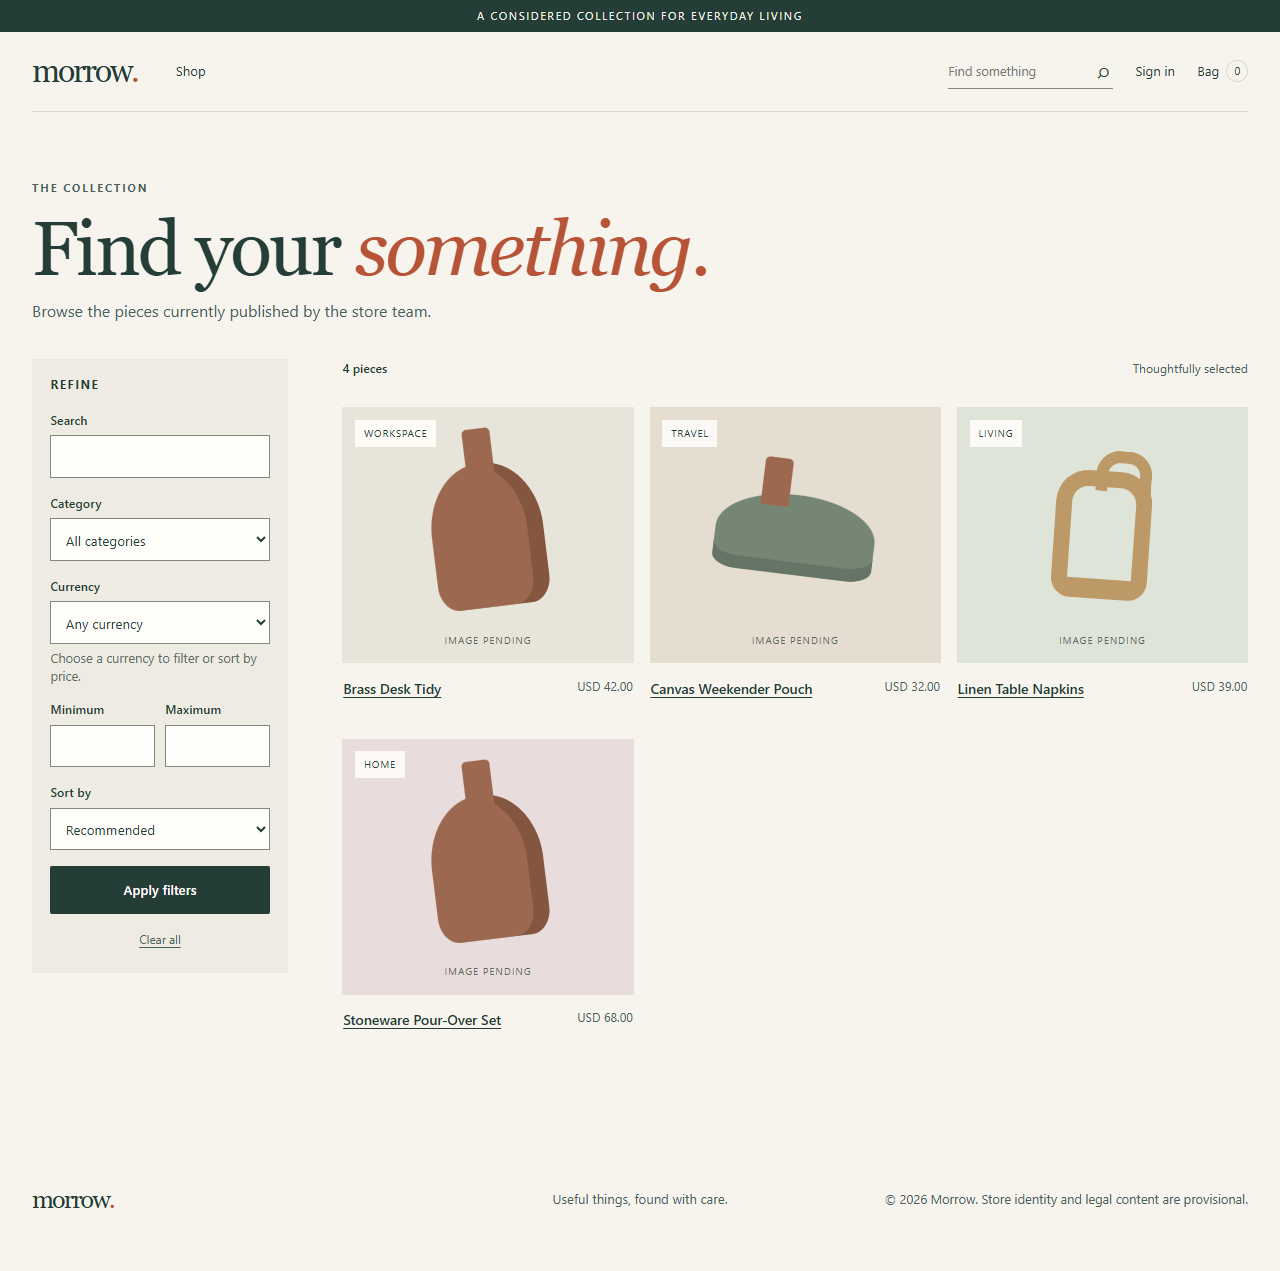 A CONSIDERED COLLECTION FOR EVERYDAY LIVING
morrow.
Shop
Find something
Sign in
Bag 0
THE COLLECTION
Find your something.
Browse the pieces currently published by the store team.
REFINE
Search
Category
All categories
Currency
Any currency
Choose a currency to filter or sort by
price.
Minimum
Maximum
Sort by
Recommended
Apply filters
Clear all
4 pieces
Thoughtfully selected
WORKSPACE
IMAGE PENDING
Brass Desk Tidy
USD 42.00
TRAVEL
IMAGE PENDING
Canvas Weekender Pouch
USD 32.00
LIVING
IMAGE PENDING
Linen Table Napkins
USD 39.00
HOME
IMAGE PENDING
Stoneware Pour-Over Set
USD 68.00
morrow.
Useful things, found with care.
© 2026 Morrow. Store identity and legal content are provisional.